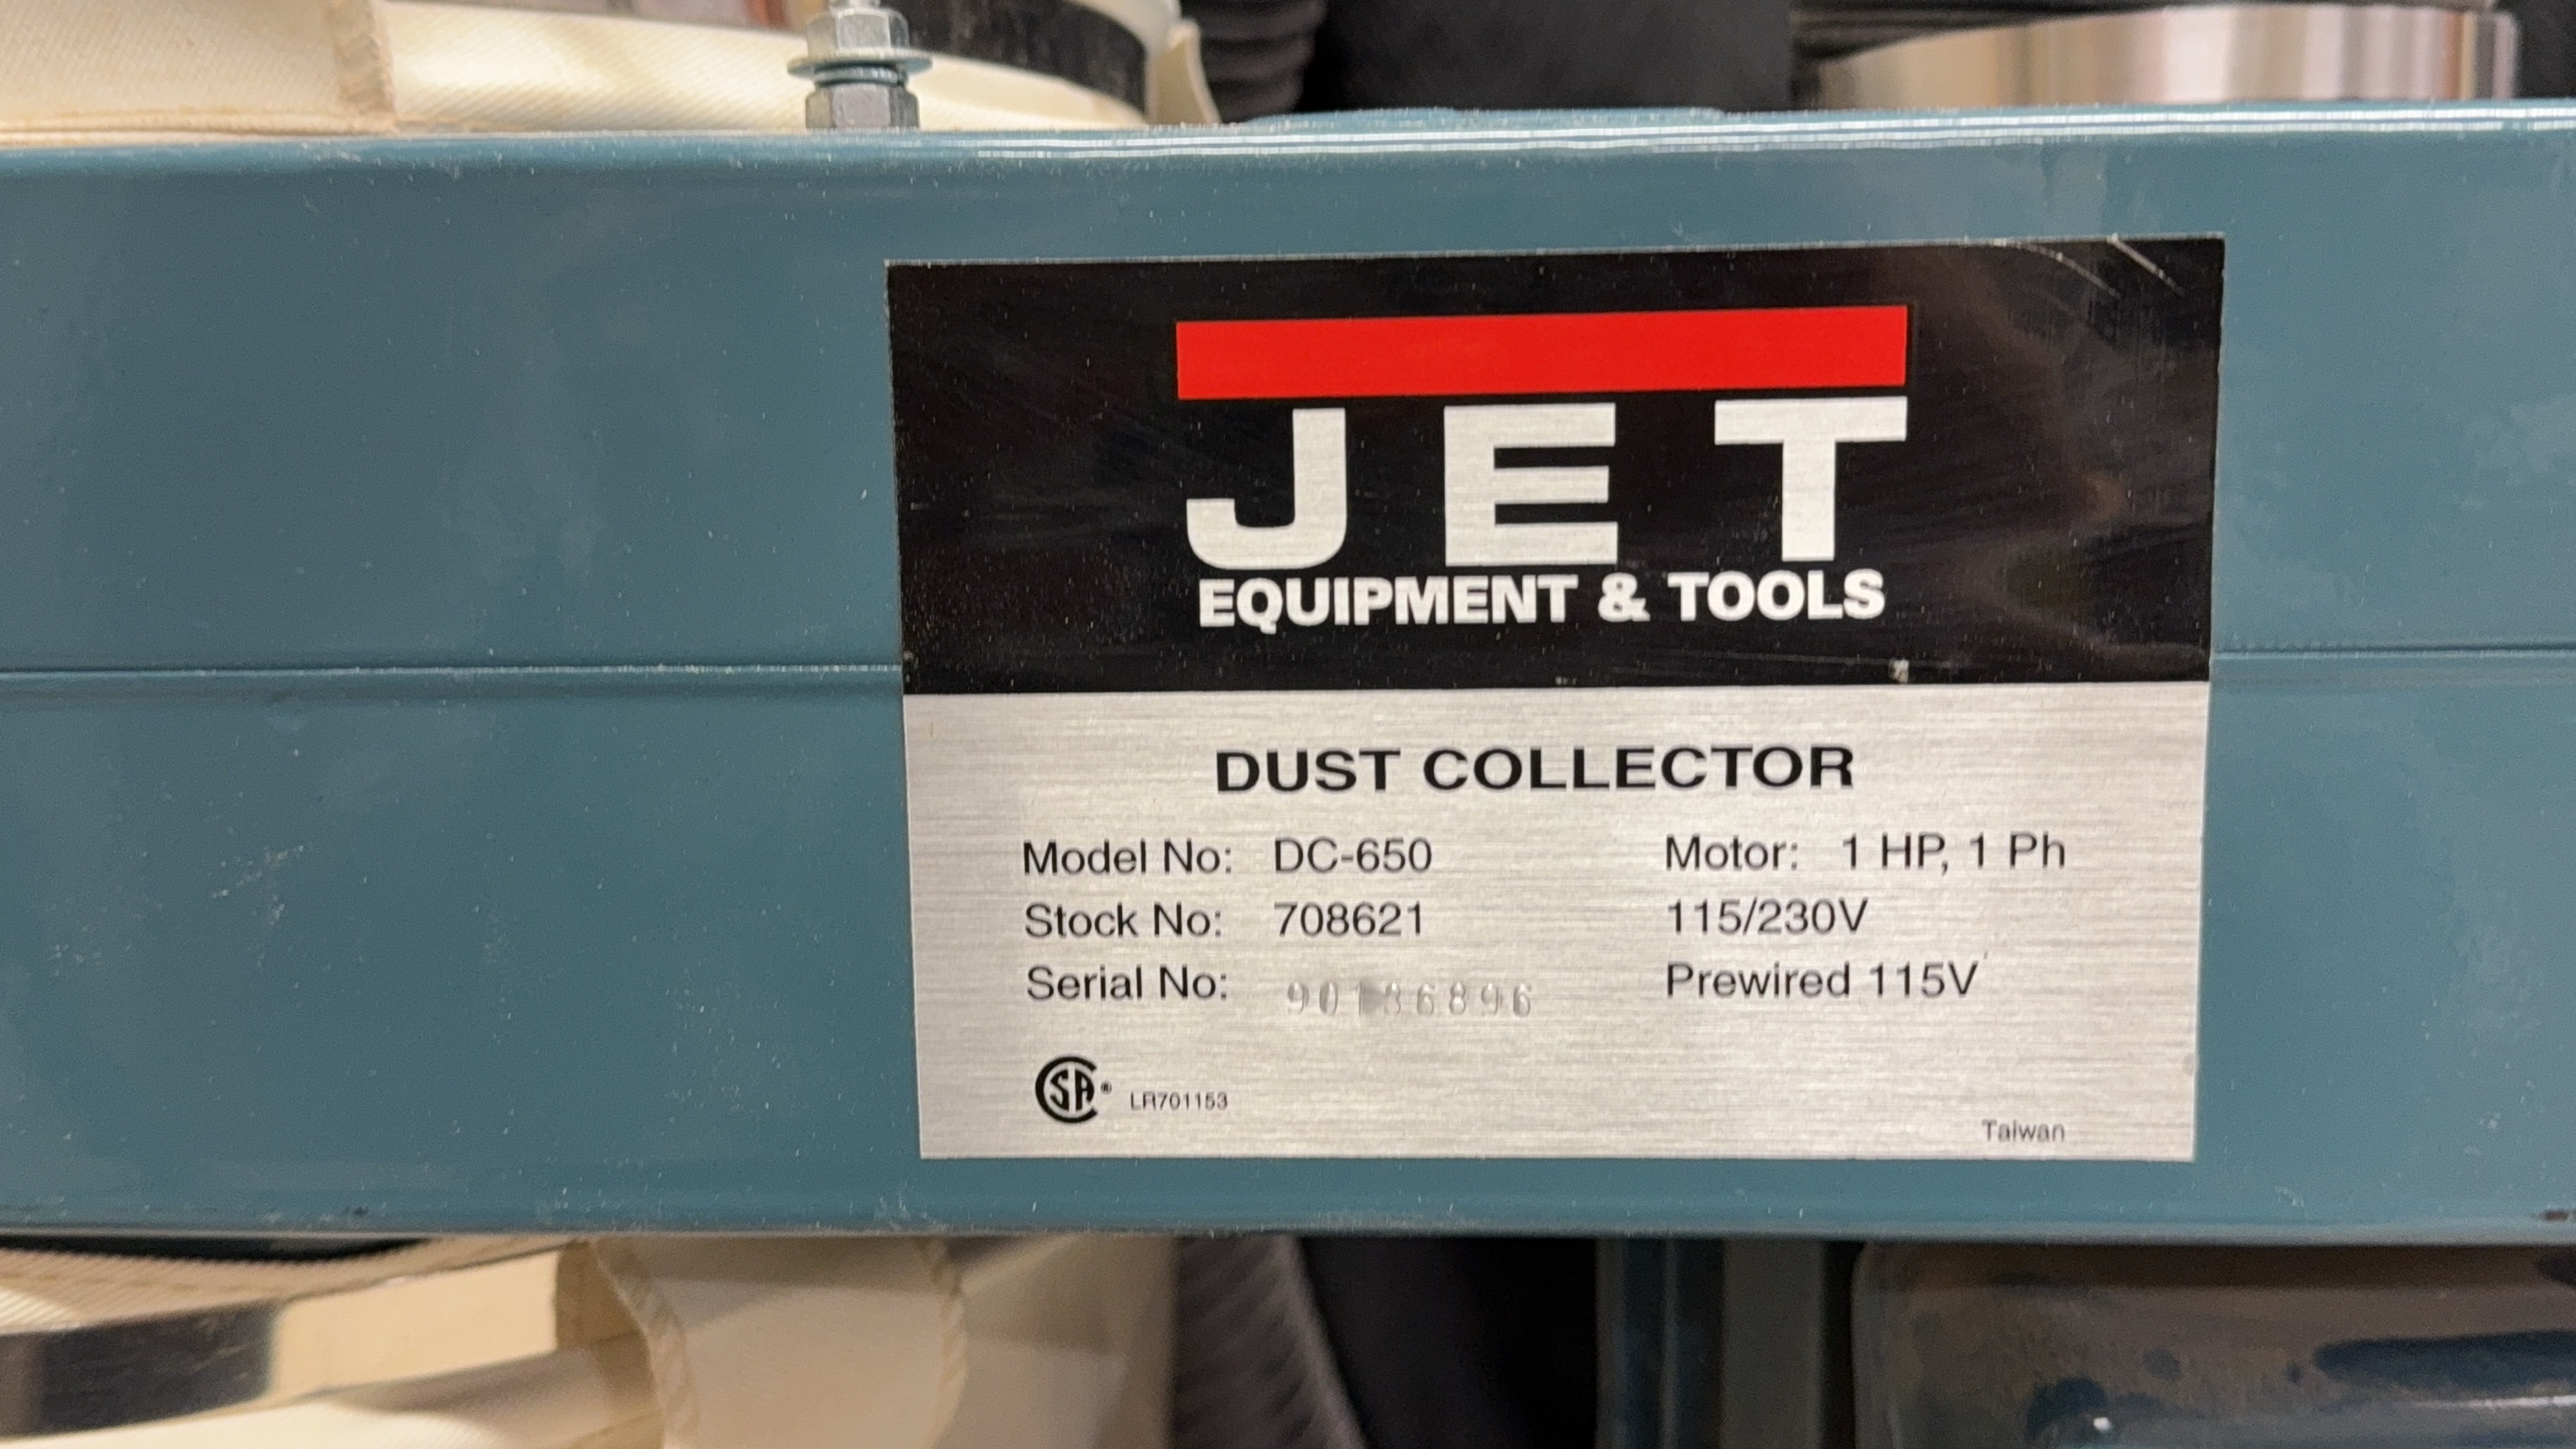 JET
EQUIPMENT & TOOLS
DUST COLLECTOR
Model No: DC-650
Stock No: 708621
Serial No:
Motor: 1 HP, 1 Ph
115/230V
Prewired 115V
CSA® LR701153
Taiwan